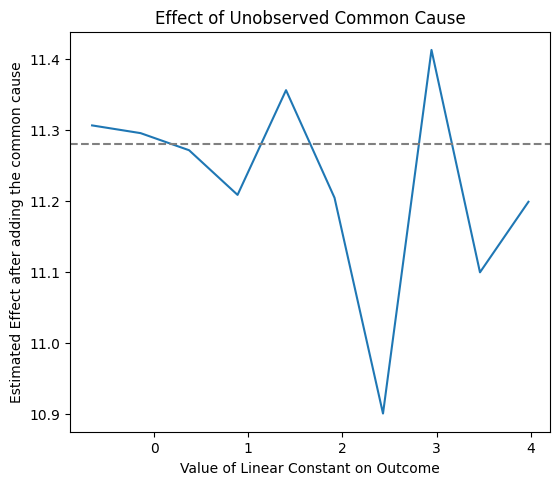 Effect of Unobserved Common Cause
Estimated Effect after adding the common cause
11.4
11.3
11.2
11.1
11.0
10.9
0 1 2 3 4
Value of Linear Constant on Outcome